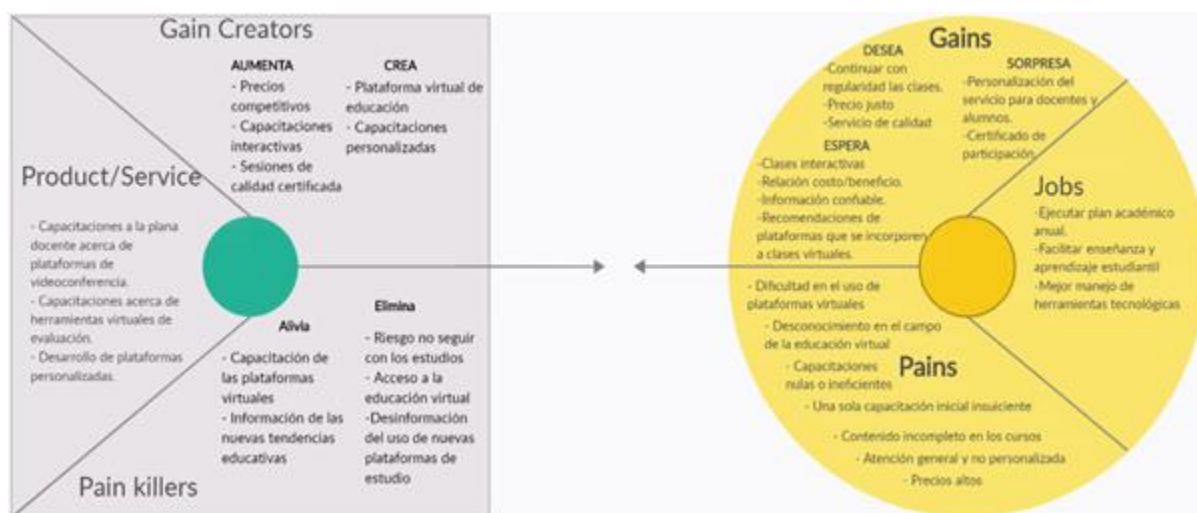 Gain Creators
AUMENTA
- Precios
competitivos
- Capacitaciones
interactivas
- Sesiones de
calidad certificada
CREA
- Plataforma virtual de
educación
- Capacitaciones
personalizadas
Product/Service
- Capacitaciones a la plana
docente acerca de
plataformas de
videoconferencia.
- Capacitaciones acerca de
herramientas virtuales de
evaluación.
- Desarrollo de plataformas
personalizadas.
Alivia
- Capacitación de
las plataformas
virtuales
- Información de las
nuevas tendencias
educativas
Elimina
- Riesgo no seguir
con los estudios
- Acceso a la
educación virtual
-Desinformación
del uso de nuevas
plataformas de
estudio
Pain killers
Gains
DESEA
-Continuar con
regularidad las clases.
-Precio justo
-Servicio de calidad
SORPRESA
-Personalización del
servicio para docentes y
alumnos.
-Certificado de
participación.
ESPERA
-Clases interactivas
-Relación costo/beneficio.
-Información confiable.
-Recomendaciones de
plataformas que se incorporen
a clases virtuales.
Jobs
-Ejecutar plan académico
anual.
-Facilitar enseñanza y
aprendizaje estudiantil
-Mejor manejo de
herramientas tecnológicas
- Dificultad en el uso de
plataformas virtuales
- Desconocimiento en el campo
de la educación virtual
- Capacitaciones
nulas o ineficientes
Pains
- Una sola capacitación inicial insuiciente
- Contenido incompleto en los cursos
- Atención general y no personalizada
- Precios altos